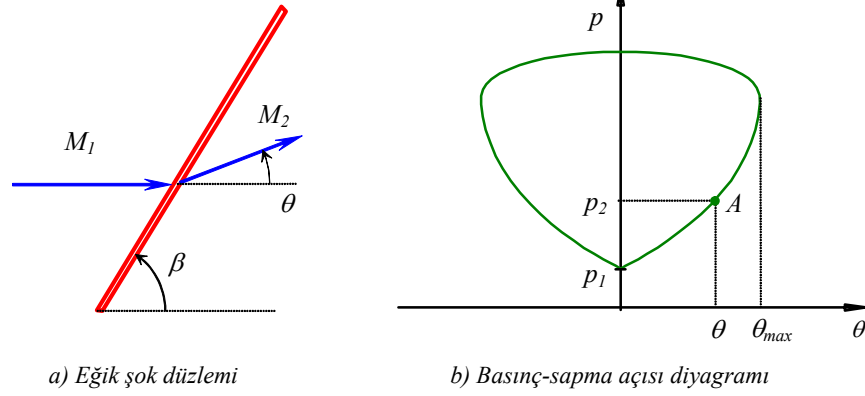 M₁
M₂
θ
β
a) Eğik şok düzlemi
p
p₂
A
p₁
θ
θmax
θ
b) Basınç-sapma açısı diyagramı